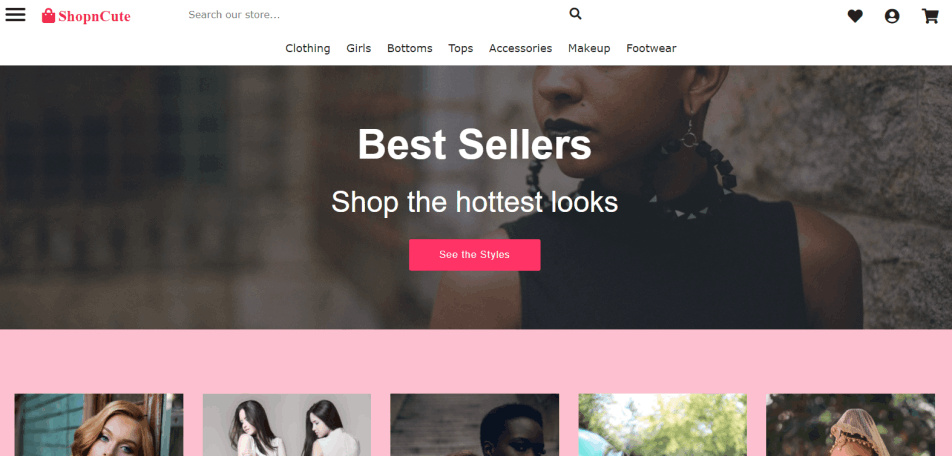 ShopnCute
Search our store...
Clothing Girls Bottoms Tops Accessories Makeup Footwear
Best Sellers
Shop the hottest looks
See the Styles